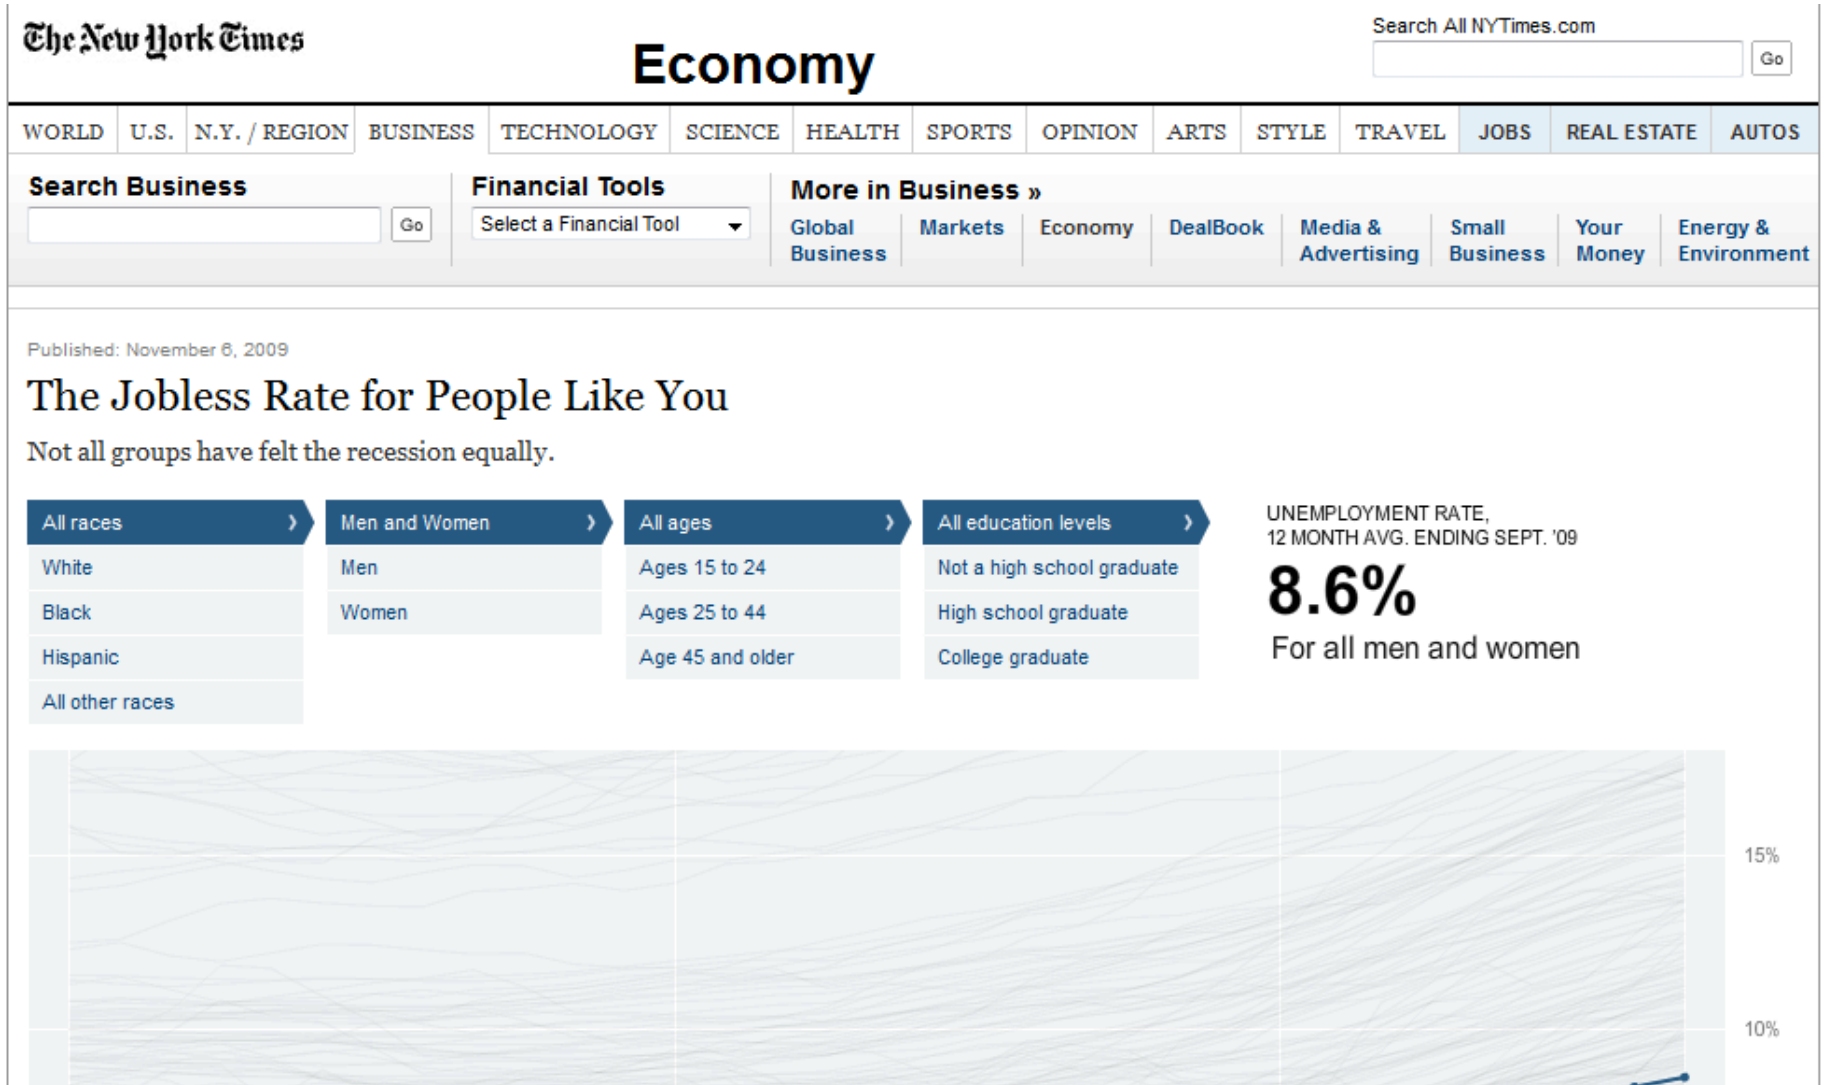 The New York Times
Economy
Search All NYTimes.com
Go
WORLD U.S. N.Y. / REGION BUSINESS TECHNOLOGY SCIENCE HEALTH SPORTS OPINION ARTS STYLE TRAVEL JOBS REAL ESTATE AUTOS
Search Business
Go
Financial Tools
Select a Financial Tool
More in Business »
Global Business
Markets
Economy
DealBook
Media & Advertising
Small Business
Your Money
Energy & Environment
Published: November 6, 2009
The Jobless Rate for People Like You
Not all groups have felt the recession equally.
All races
White
Black
Hispanic
All other races
Men and Women
Men
Women
All ages
Ages 15 to 24
Ages 25 to 44
Age 45 and older
All education levels
Not a high school graduate
High school graduate
College graduate
UNEMPLOYMENT RATE,
12 MONTH AVG. ENDING SEPT. '09
8.6%
For all men and women
15%
10%